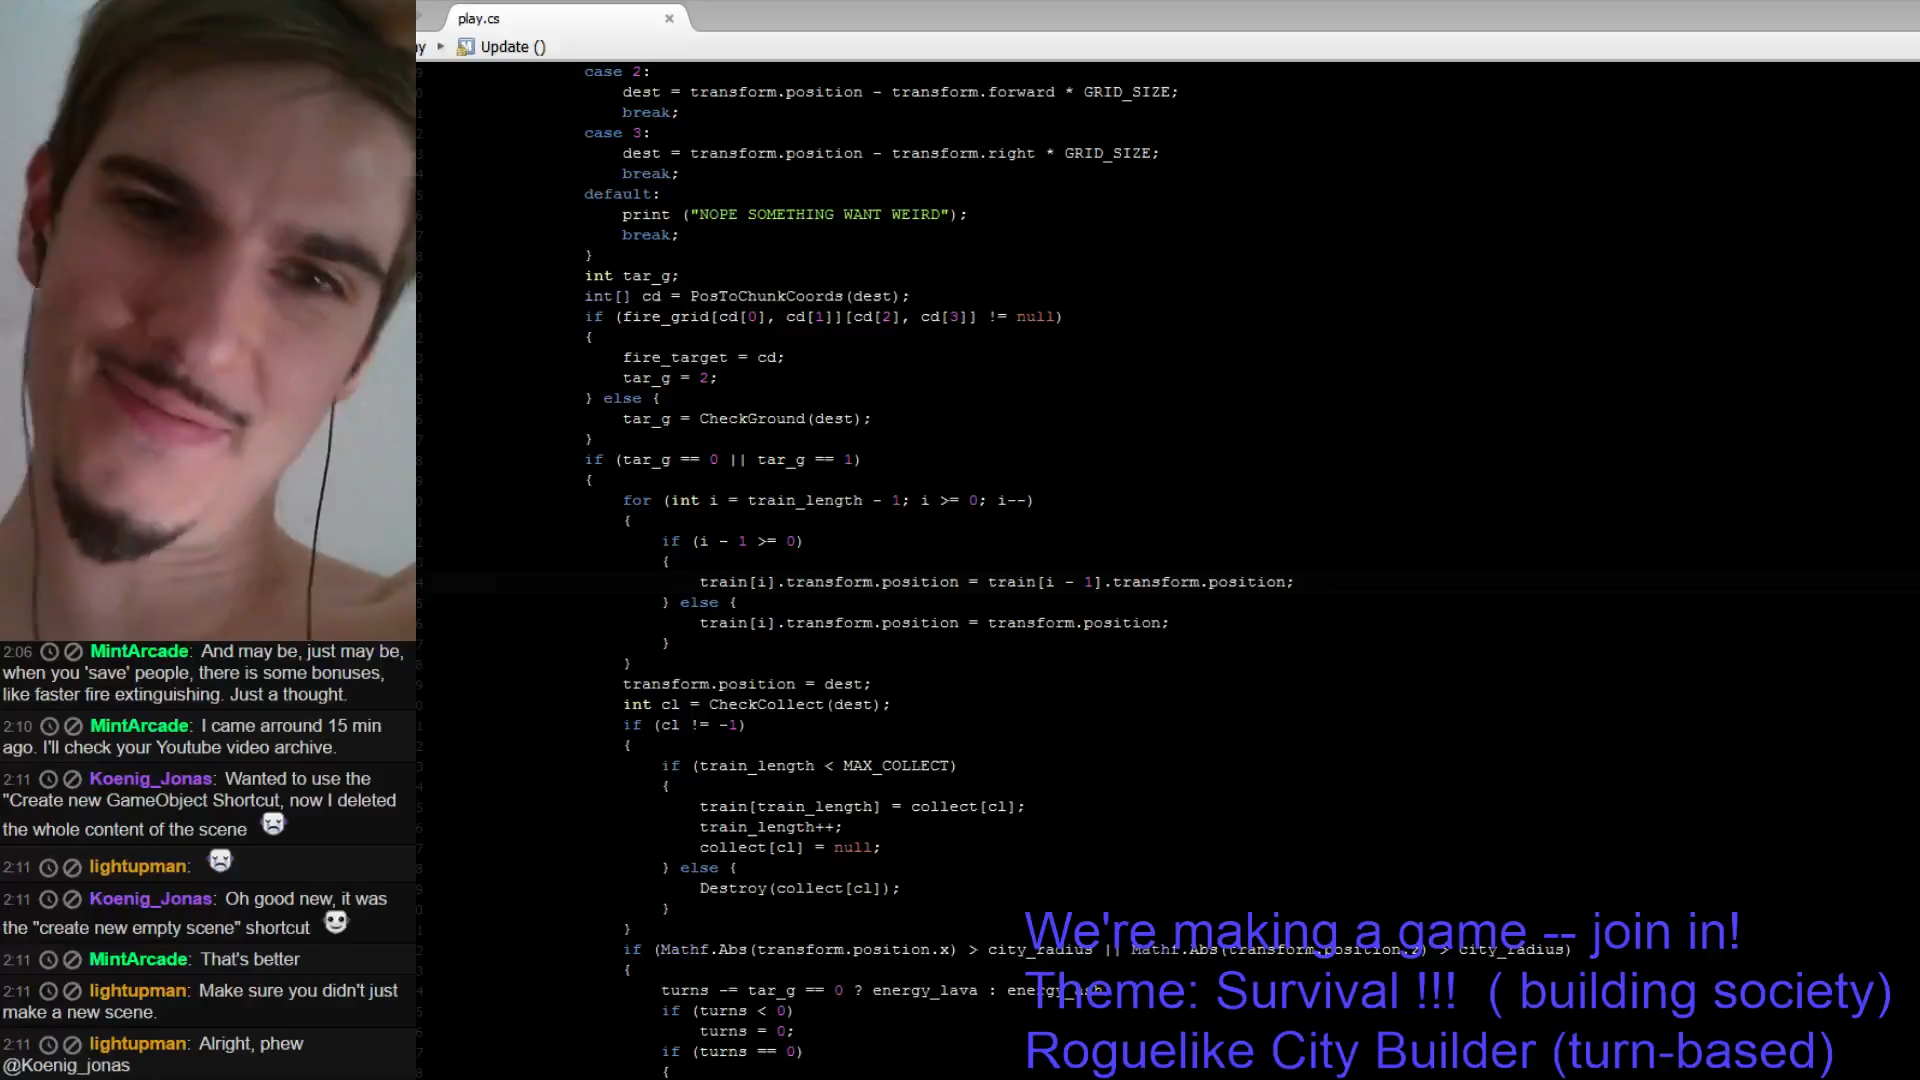 play.cs
Update ()
case 2:
dest = transform.position - transform.forward * GRID_SIZE;
break;
case 3:
dest = transform.position - transform.right * GRID_SIZE;
break;
default:
print ("NOPE SOMETHING WANT WEIRD");
break;
}
int tar_g;
int[] cd = PosToChunkCoords(dest);
if (fire_grid[cd[0], cd[1]][cd[2], cd[3]] != null)
{
fire_target = cd;
tar_g = 2;
} else {
tar_g = CheckGround(dest);
}
if (tar_g == 0 || tar_g == 1)
{
for (int i = train_length - 1; i >= 0; i--)
{
if (i - 1 >= 0)
{
train[i].transform.position = train[i - 1].transform.position;
} else {
train[i].transform.position = transform.position;
}
}
transform.position = dest;
int cl = CheckCollect(dest);
if (cl != -1)
{
if (train_length < MAX_COLLECT)
{
train[train_length] = collect[cl];
train_length++;
collect[cl] = null;
} else {
Destroy(collect[cl]);
}
}
if (Mathf.Abs(transform.position.x) > city_radius || Mathf.Abs(transform.position.z) > city_radius)
{
turns -= tar_g == 0 ? energy_lava : energy_ash
if (turns < 0)
turns = 0;
if (turns == 0)
{
2:06 MintArcade: And may be, just may be,
when you 'save' people, there is some bonuses,
like faster fire extinguishing. Just a thought.
2:10 MintArcade: I came arround 15 min
ago. I'll check your Youtube video archive.
2:11 Koenig_Jonas: Wanted to use the
"Create new GameObject Shortcut, now I deleted
the whole content of the scene
2:11 lightupman:
2:11 Koenig_Jonas: Oh good new, it was
the "create new empty scene" shortcut
2:11 MintArcade: That's better
2:11 lightupman: Make sure you didn't just
make a new scene.
2:11 lightupman: Alright, phew
@Koenig_jonas
We're making a game -- join in!
Theme: Survival !!! ( building society)
Roguelike City Builder (turn-based)